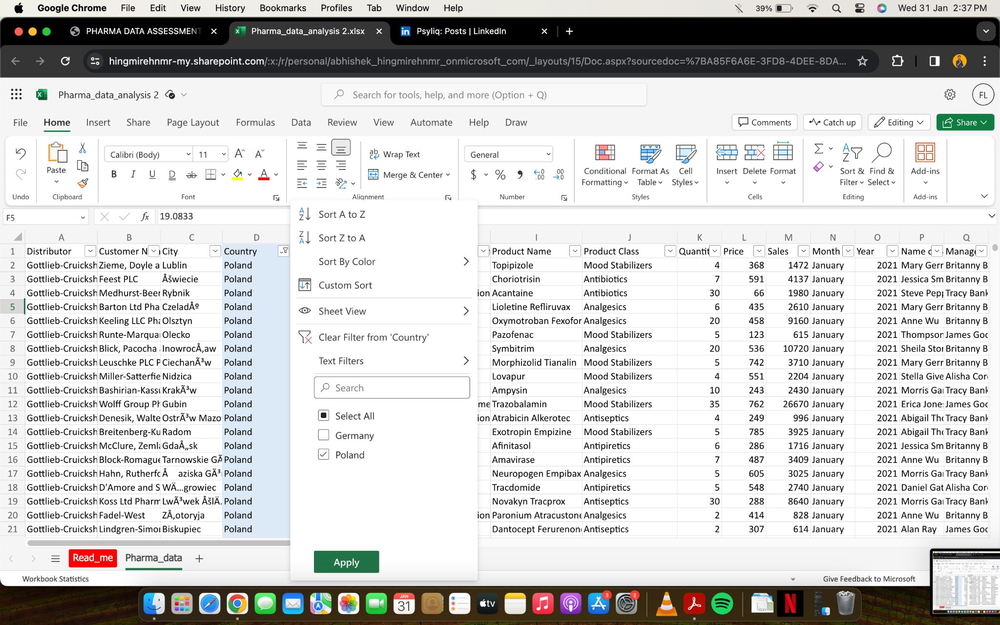 Google Chrome File Edit View History Bookmarks Profiles Tab Window Help 39% Wed 31 Jan 2:37 PM
PHARMA DATA ASSESSMENT Pharma_data_analysis 2.xlsx Psyliq: Posts | LinkedIn
hingmirehnmr-my.sharepoint.com/:x:/r/personal/abhishek_hingmirehnmr_onmicrosoft_com/_layouts/15/Doc.aspx?sourcedoc=%7BA85F6A6E-3FD8-4DEE-8DA...
Pharma_data_analysis 2 Search for tools, help, and more (Option + Q) FL
File Home Insert Share Page Layout Formulas Data Review View Automate Help Draw Comments Catch up Editing Share
Calibri (Body) 11 Wrap Text General
Paste Merge & Center Conditional Formatting Format As Table Cell Styles Insert Delete Format Sort & Filter Find & Select Add-ins
Undo Clipboard Font Alignment Number Styles Cells Editing Add-ins
F5 fx 19.0833
A B C D I J K L M N O P Q
1 Distributor Customer N City Country Product Name Product Class Quantit Price Sales Month Year Name Manage
2 Gottlieb-Cruicksh Zieme, Doyle a Lublin Poland Topipizole Mood Stabilizers 4 368 1472 January 2021 Mary Gerr Britanny B
3 Gottlieb-Cruicksh Feest PLC Åšwiecie Poland Choriotrisin Antibiotics 7 591 4137 January 2021 Jessica Sm Britanny B
4 Gottlieb-Cruicksh Medhurst-Beer Rybnik Poland ion Acantaine Antibiotics 30 66 1980 January 2021 Steve Pepp Tracy Bank
5 Gottlieb-Cruicksh Barton Ltd Pha CzeladÅº Poland Lioletine Refliruvax Analgesics 6 435 2610 January 2021 Mary Gerr Britanny B
6 Gottlieb-Cruicksh Keeling LLC Pha Olsztyn Poland Oxymotroban Fexofor Analgesics 20 458 9160 January 2021 Anne Wu Britanny B
7 Gottlieb-Cruicksh Runte-Marquar Olecko Poland Pazofenac Mood Stabilizers 5 123 615 January 2021 Thompson James Goo
8 Gottlieb-Cruicksh Blick, Pacocha InowrocÅ‚aw Poland Symbitrim Analgesics 20 536 10720 January 2021 Sheila Stor Britanny B
9 Gottlieb-Cruicksh Leuschke PLC P CiechanÃ³w Poland Morphizolid Tianalin Mood Stabilizers 5 742 3710 January 2021 Mary Gerr Britanny B
10 Gottlieb-Cruicksh Miller-Satterfie Nidzica Poland Lovapur Mood Stabilizers 4 551 2204 January 2021 Stella Give Alisha Cor
11 Gottlieb-Cruicksh Bashirian-Kassu KrakÃ³w Poland Ampysin Analgesics 10 243 2430 January 2021 Morris Gar Tracy Bank
12 Gottlieb-Cruicksh Wolff Group Ph Gubin Poland me Trazobalamin Mood Stabilizers 35 762 26670 January 2021 Erica Jones James Goo
13 Gottlieb-Cruicksh Denesik, Walte OstrÃ³w Mazo Poland ion Atrabicin Alkerotec Antiseptics 4 249 996 January 2021 Abigail Tho Tracy Bank
14 Gottlieb-Cruicksh Breitenberg-Ku Radom Poland Exotropin Empizine Mood Stabilizers 5 785 3925 January 2021 Abigail Tho Tracy Bank
15 Gottlieb-Cruicksh McClure, Zemla GdaÅ„sk Poland Afinitasol Antipiretics 6 286 1716 January 2021 Jessica Sm Britanny B
16 Gottlieb-Cruicksh Block-Romague Tarnowskie GÃ Poland Amavirase Antipiretics 7 487 3409 January 2021 Anne Wu Britanny B
17 Gottlieb-Cruicksh Hahn, Rutherfo Å aziska GÃ³ Poland Neuropogen Empibax Analgesics 5 605 3025 January 2021 Morris Gar Tracy Bank
18 Gottlieb-Cruicksh D'Amore and S WÄ…growiec Poland Tracdomide Antipiretics 5 548 2740 January 2021 Daniel Gat Alisha Cor
19 Gottlieb-Cruicksh Koss Ltd Pharm LwÃ³wek ÅšlÄ. Poland Novakyn Tracprox Antiseptics 30 288 8640 January 2021 Morris Gar Tracy Bank
20 Gottlieb-Cruicksh Fadel-West ZÅ‚otoryja Poland ion Paronium Atracustone Analgesics 2 414 828 January 2021 Anne Wu Britanny B
21 Gottlieb-Cruicksh Lindgren-Simon Biskupiec Poland Dantocept Ferurenon Antiseptics 2 307 614 January 2021 Alan Ray James Goo
Sort A to Z
Sort Z to A
Sort By Color
Custom Sort
Sheet View
Clear Filter from 'Country'
Text Filters
Search
Select All
Germany
Poland
Apply
Read_me Pharma_data
Workbook Statistics Give Feedback to Microsoft
JAN 31 tv 3 2 XLSX N